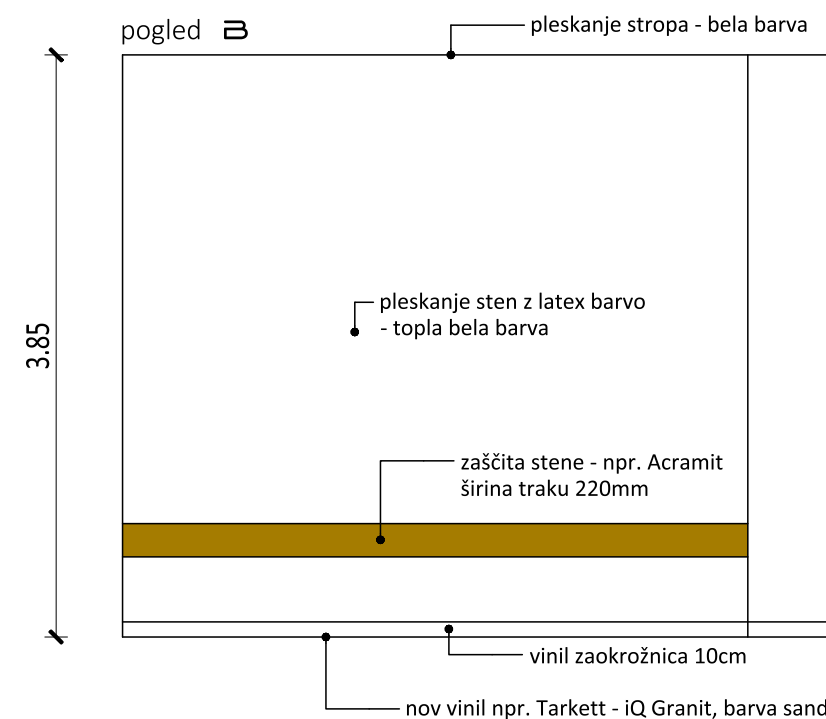 pogled B
pleskanje stropa - bela barva
3.85
pleskanje sten z latex barvo
- topla bela barva
zaščita stene - npr. Acramit
širina traku 220mm
vinil zaokrožnica 10cm
nov vinil npr. Tarkett - iQ Granit, barva sand